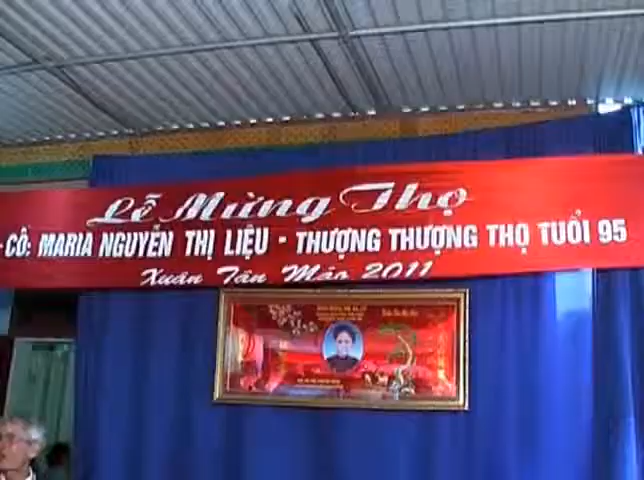 Lễ Mừng Thọ
CÔ: MARIA NGUYỄN THỊ LIỆU - THƯỢNG THƯỢNG THỌ TUỔI 95
Xuân Tân Mão 2011